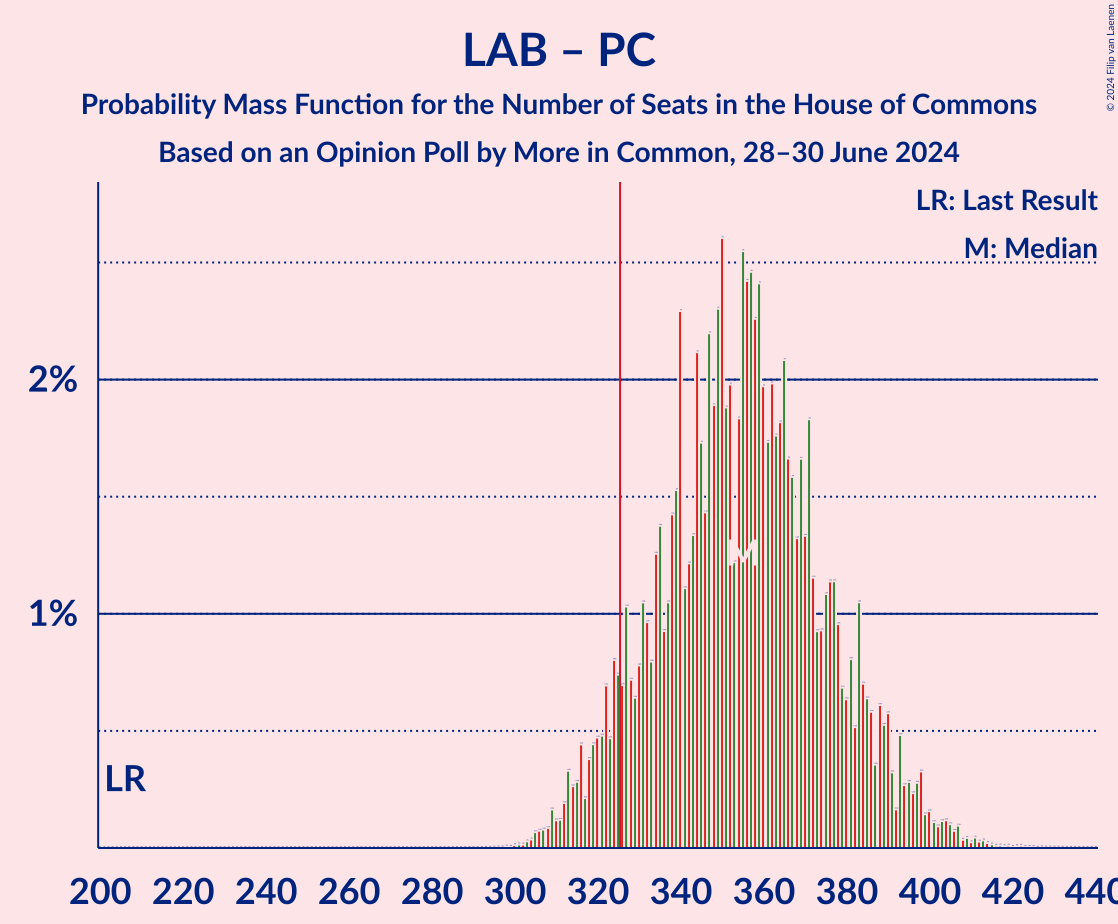 LAB – PC
Probability Mass Function for the Number of Seats in the House of Commons
Based on an Opinion Poll by More in Common, 28–30 June 2024
© 2024 Filip van Laenen
LR: Last Result
M: Median
2%
1%
LR
M
200 220 240 260 280 300 320 340 360 380 400 420 440